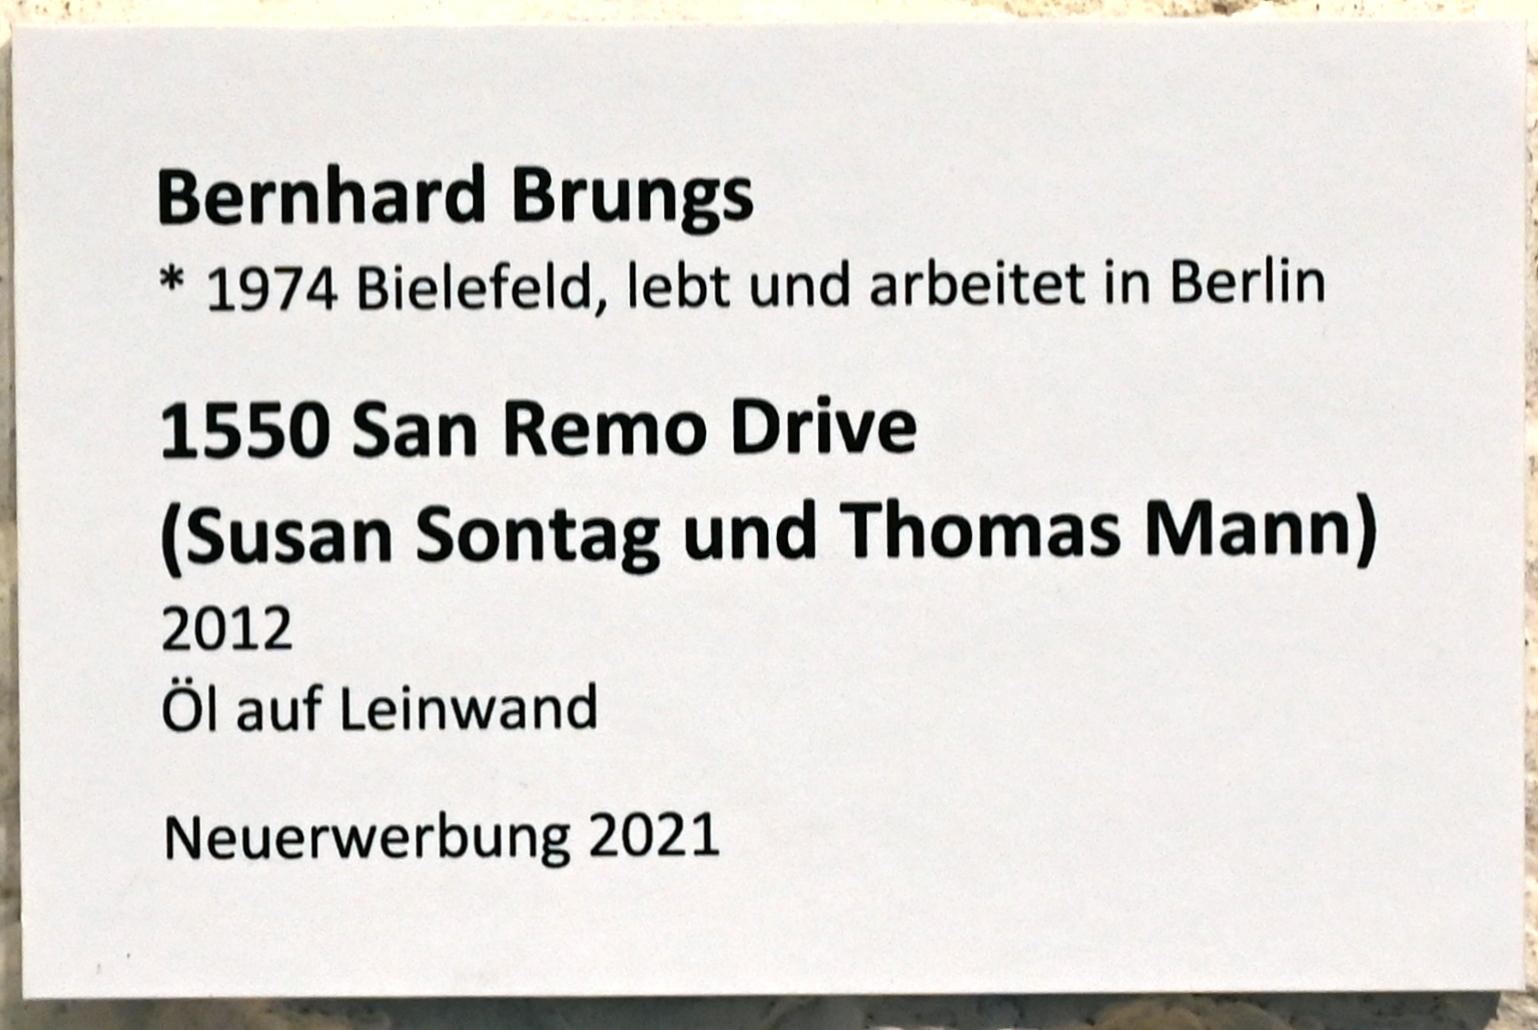 Bernhard Brungs
* 1974 Bielefeld, lebt und arbeitet in Berlin
1550 San Remo Drive
(Susan Sontag und Thomas Mann)
2012
Öl auf Leinwand
Neuerwerbung 2021